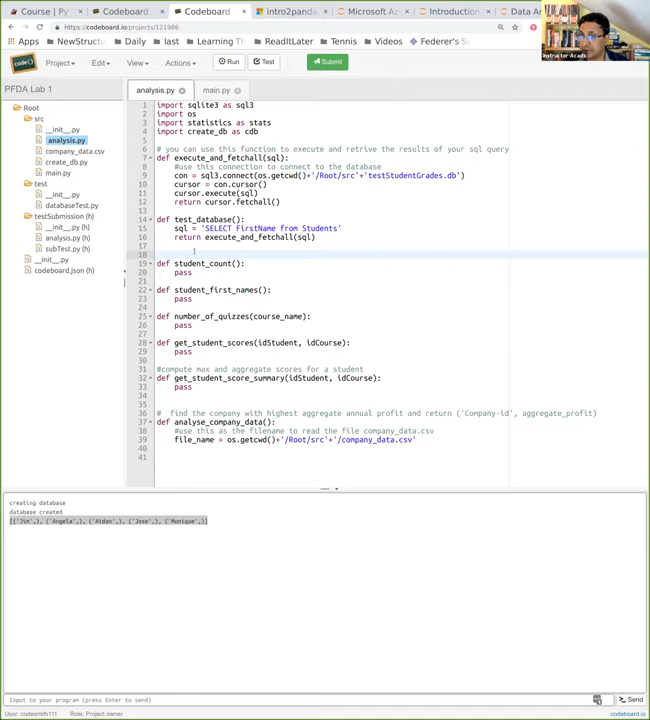 Course | Py
Codeboard
Codeboard
intro2panda
Microsoft Az
Introduction
Data An
https://codeboard.io/projects/121986
Apps
NewStructu
Daily
last
Learning
ReadItLater
Travel
Videos
Federer's S
Instructor Acads
code
Project
Edit
View
Actions
Run
Test
Submit
PFDA Lab 1
analysis.py
main.py
Root
src
__init__.py
analysis.py
company_data.csv
create_db.py
main.py
test
__init__.py
databaseTest.py
testSubmission (h)
__init__.py (h)
analysis.py (h)
subTest.py (h)
__init__.py
codeboard.json (h)
1 import sqlite3 as sql3
2 import os
3 import statistics as stats
4 import create_db as cdb
5
6 # you can use this function to execute and retrive the results of your sql query
7 def execute_and_fetchall(sql):
8 #use this connection to connect to the database
9 con = sql3.connect(os.getcwd()+'/Root/src'+'testStudentGrades.db')
10 cursor = con.cursor()
11 cursor.execute(sql)
12 return cursor.fetchall()
13
14 def test_database():
15 sql = 'SELECT FirstName from Students'
16 return execute_and_fetchall(sql)
17
18
19 def student_count():
20 pass
21
22 def student_first_names():
23 pass
24
25 def number_of_quizzes(course_name):
26 pass
27
28 def get_student_scores(idStudent, idCourse):
29 pass
30
31 #compute max and aggregate scores for a student
32 def get_student_score_summary(idStudent, idCourse):
33 pass
34
35
36 # find the company with highest aggregate annual profit and return ('Company-id', aggregate_profit)
37 def analyse_company_data():
38 #use this as the filename to read the file company_data.csv
39 file_name = os.getcwd()+'/Root/src'+'/company_data.csv'
40
41
creating database
database created
[('Jim',), ('Angela',), ('Aidan',), ('Jose',), ('Monique',)]
Input to your program (press Enter to send)
>_ Send
User: codesmith111
Role: Project owner
codeboard.io